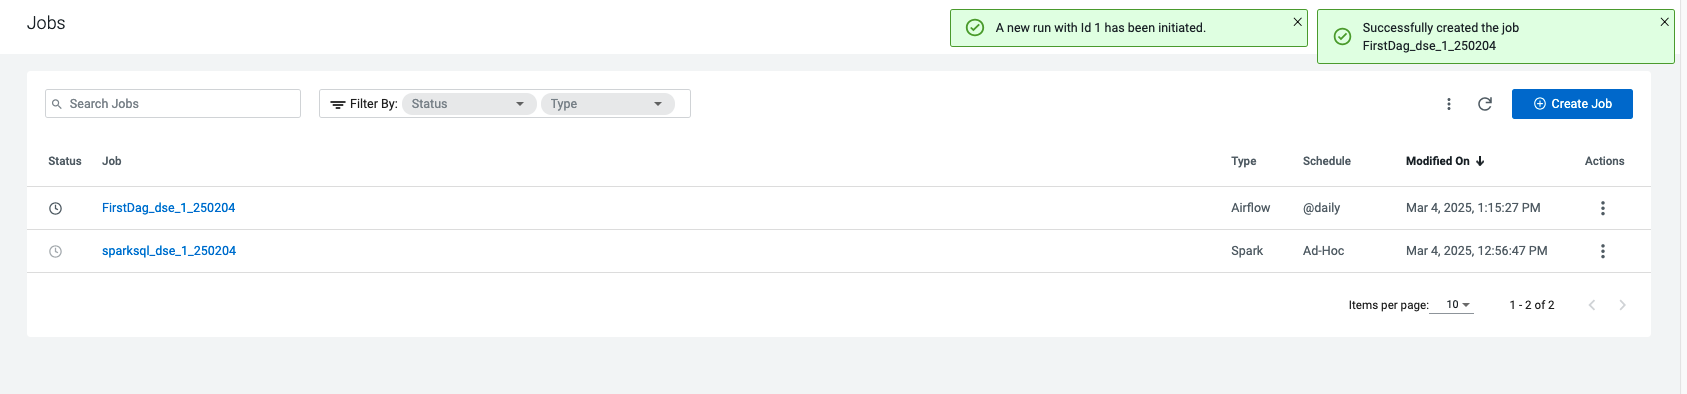 Jobs
A new run with Id 1 has been initiated.
Successfully created the job
FirstDag_dse_1_250204
Search Jobs
Filter By: Status Type
Create Job
Status Job Type Schedule Modified On Actions
FirstDag_dse_1_250204 Airflow @daily Mar 4, 2025, 1:15:27 PM
sparksql_dse_1_250204 Spark Ad-Hoc Mar 4, 2025, 12:56:47 PM
Items per page: 10 1 - 2 of 2